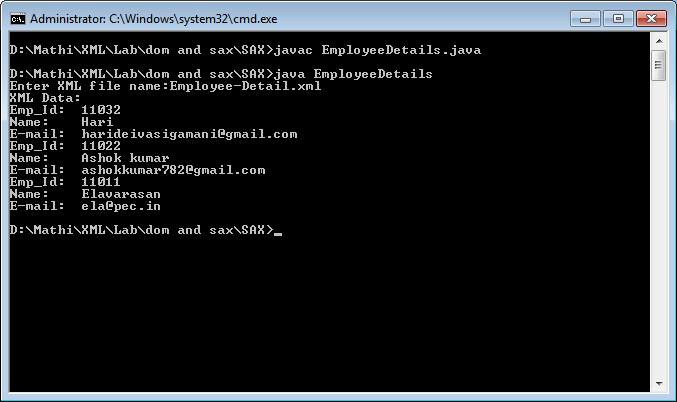 Administrator: C:\Windows\system32\cmd.exe
D:\Mathi\XML\Lab\dom and sax\SAX>javac EmployeeDetails.java
D:\Mathi\XML\Lab\dom and sax\SAX>java EmployeeDetails
Enter XML file name:Employee-Detail.xml
XML Data:
Emp_Id:  11032
Name:    Hari
E-mail:  harideivasigamani@gmail.com
Emp_Id:  11022
Name:    Ashok kumar
E-mail:  ashokkumar782@gmail.com
Emp_Id:  11011
Name:    Elavarasan
E-mail:  ela@pec.in
D:\Mathi\XML\Lab\dom and sax\SAX>_